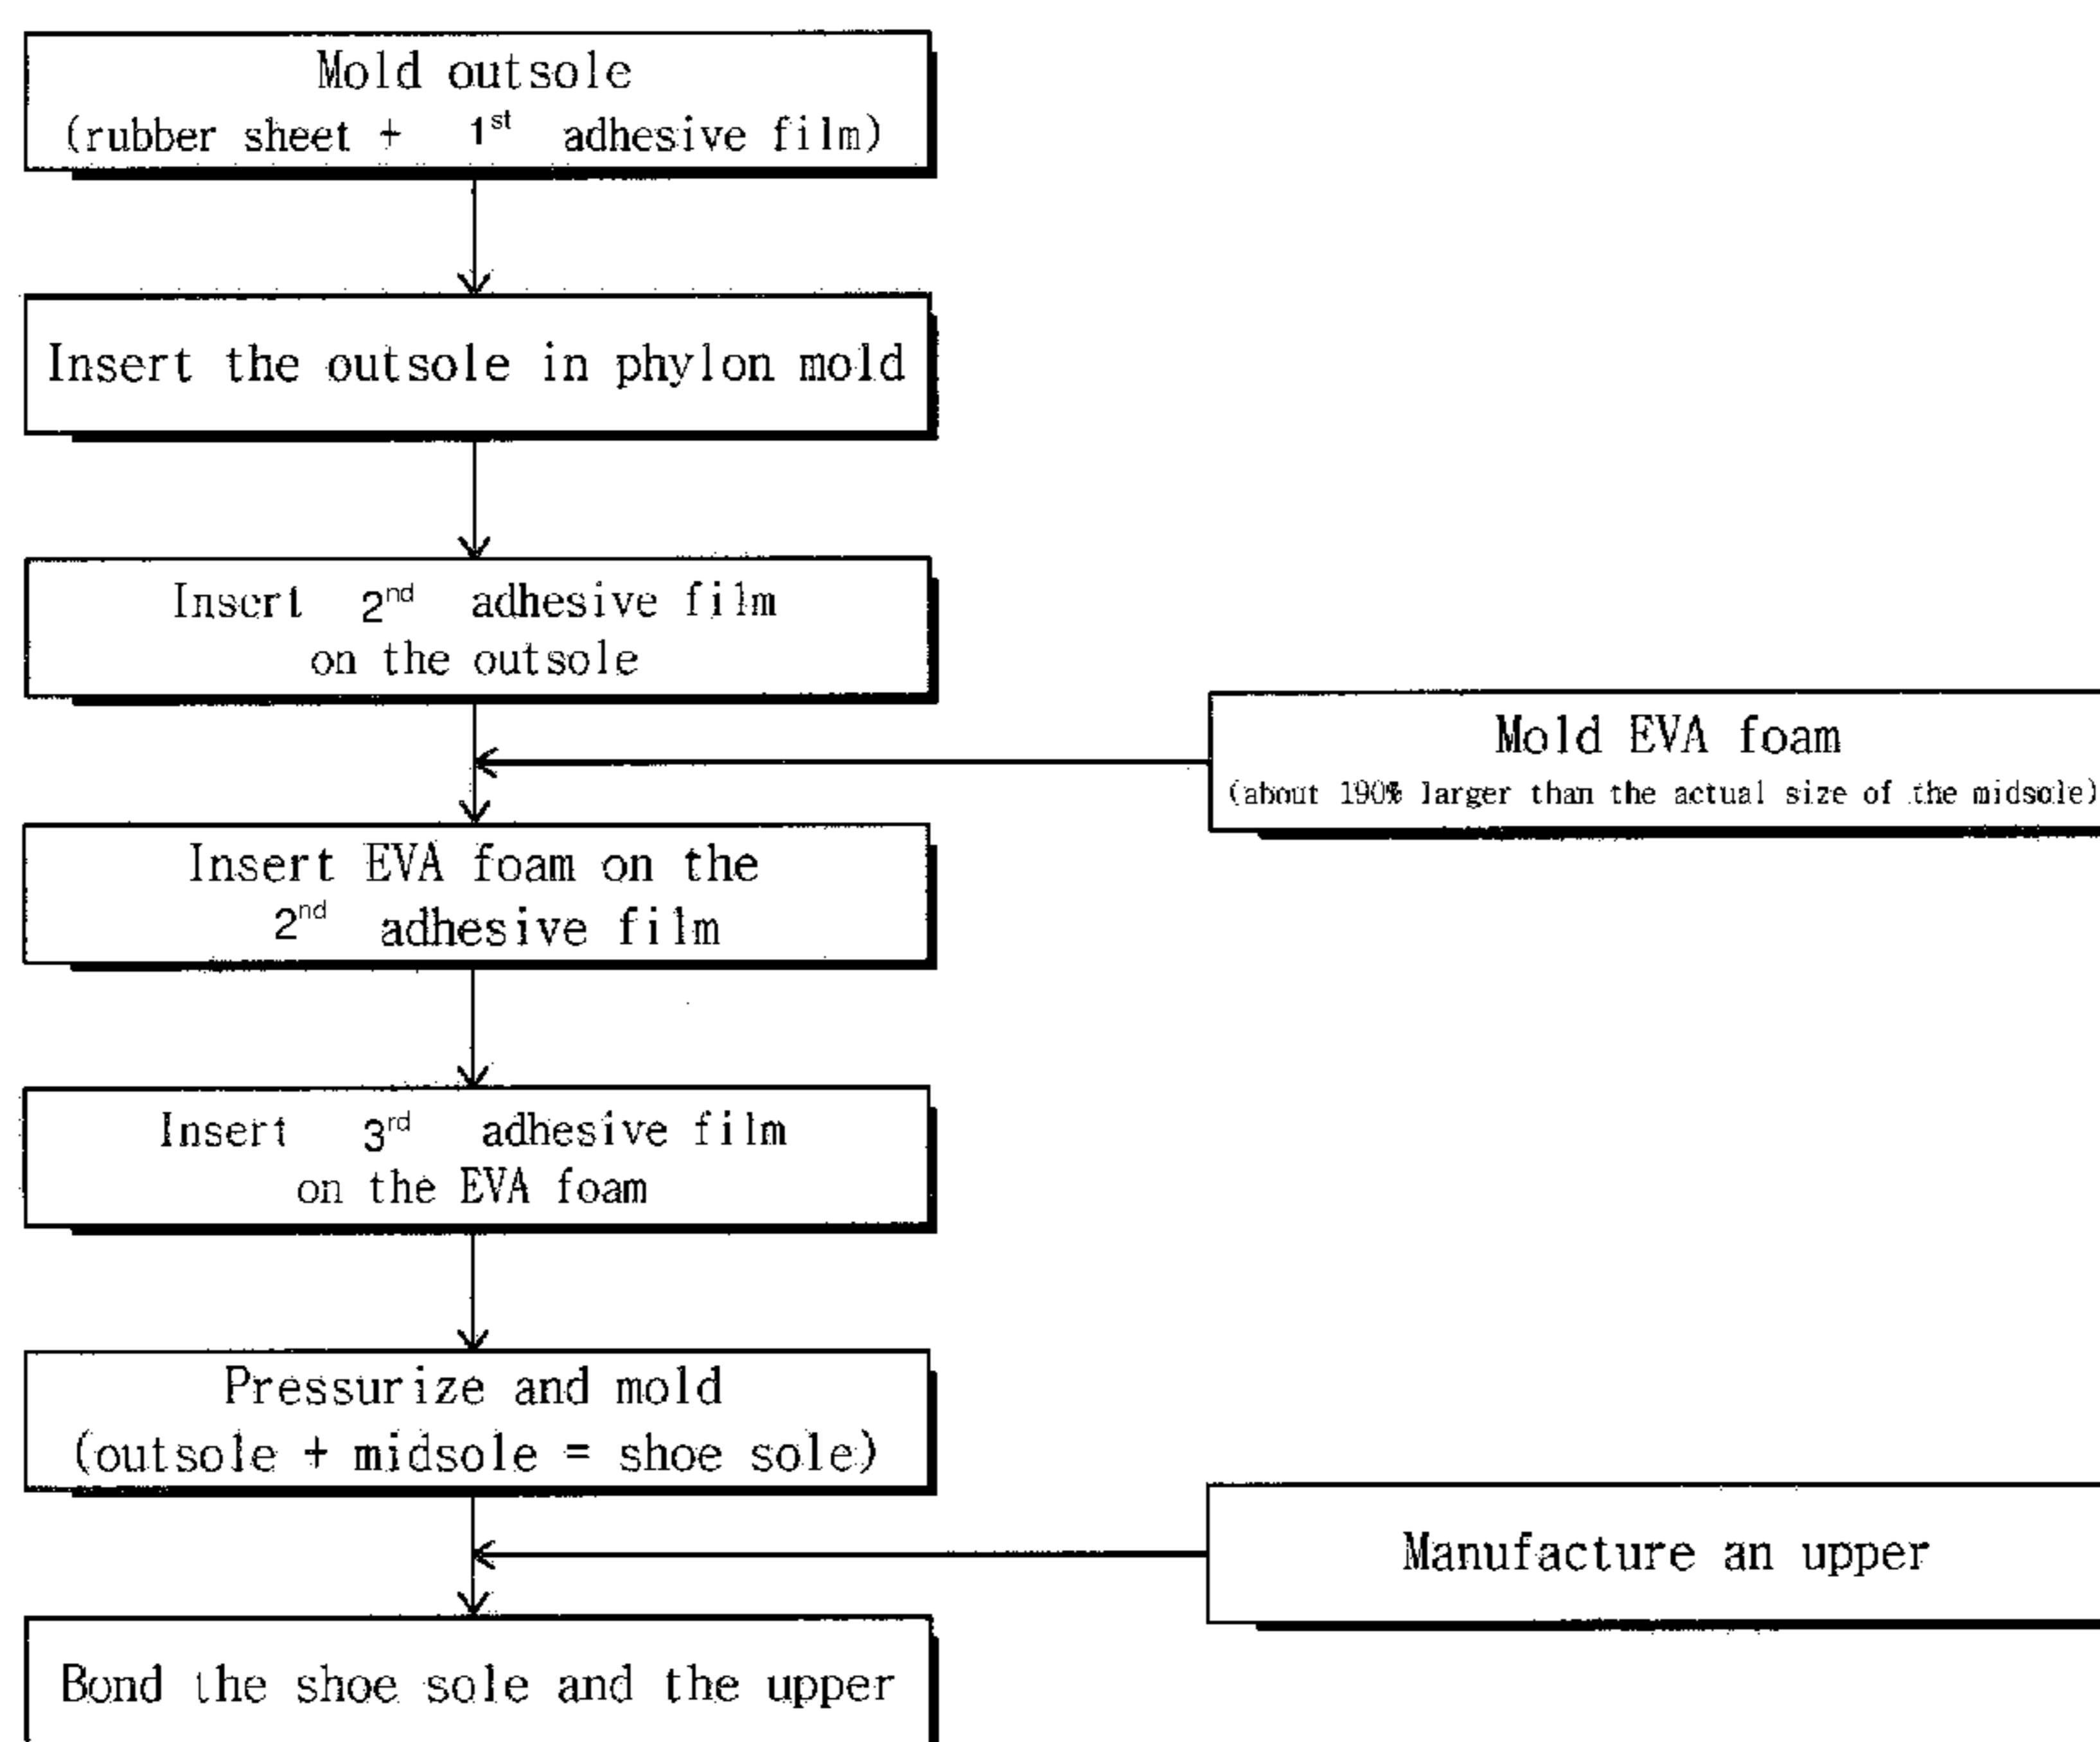 Mold outsole
(rubber sheet + 1st adhesive film)
Insert the outsole in phylon mold
Insert 2nd adhesive film
on the outsole
Mold EVA foam
(about 190% larger than the actual size of the midsole)
Insert EVA foam on the
2nd adhesive film
Insert 3rd adhesive film
on the EVA foam
Pressurize and mold
(outsole + midsole = shoe sole)
Manufacture an upper
Bond the shoe sole and the upper